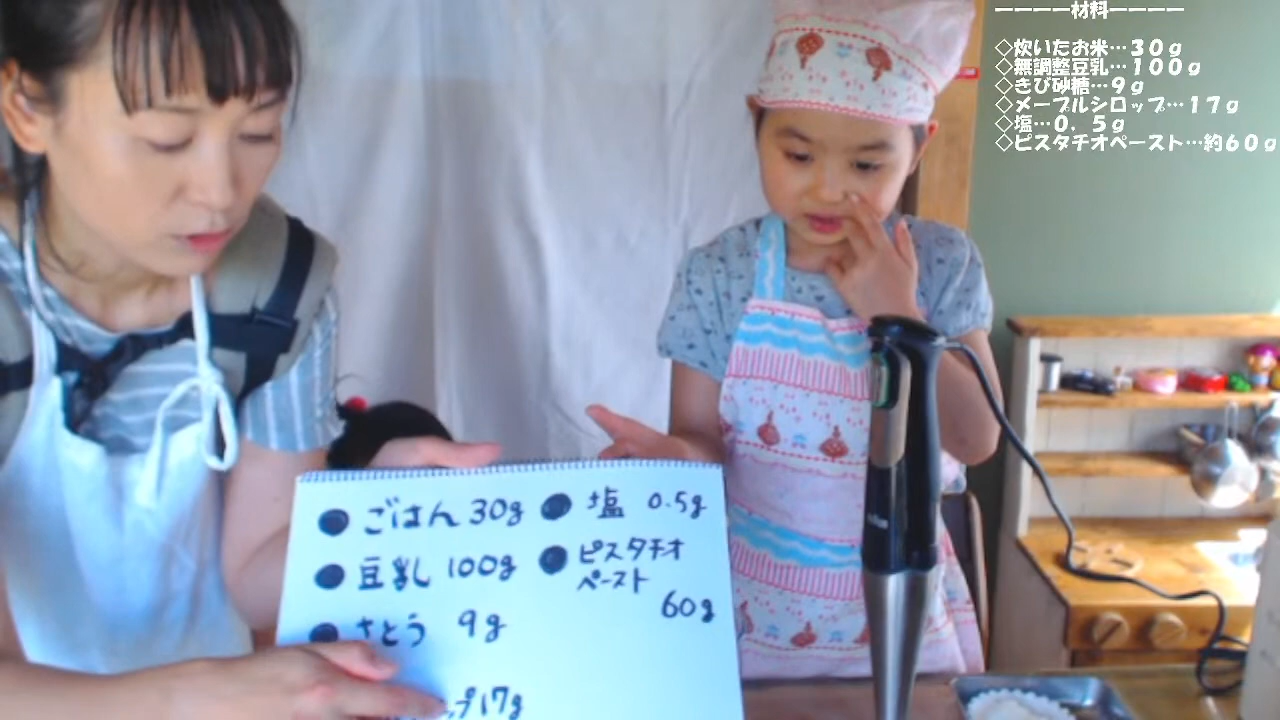 ーーーー材料ーーーー
◇炊いたお米…３０ｇ
◇無調整豆乳…１００ｇ
◇きび砂糖…９ｇ
◇メープルシロップ…１７ｇ
◇塩…０．５ｇ
◇ピスタチオペースト…約６０ｇ
●ごはん 30g
●豆乳 100g
●さとう 9g
プ17g
●塩 0.5g
●ピスタチオ
ペースト
60g